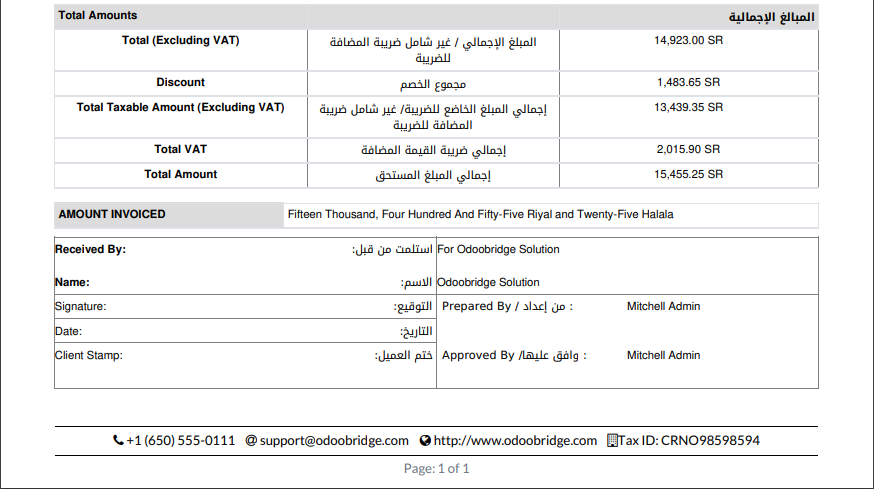 Total Amounts المبالغ الإجمالية
Total (Excluding VAT) المبلغ الإجمالي / غير شامل ضريبة المضافة 14,923.00 SR
للضريبة
Discount مجموع الخصم 1,483.65 SR
Total Taxable Amount (Excluding VAT) إجمالي المبلغ الخاضع للضريبة/ غير شامل ضريبة 13,439.35 SR
المضافة للضريبة
Total VAT إجمالي ضريبة القيمة المضافة 2,015.90 SR
Total Amount إجمالي المبلغ المستحق 15,455.25 SR
AMOUNT INVOICED Fifteen Thousand, Four Hundred And Fifty-Five Riyal and Twenty-Five Halala
Received By: استلمت من قبل: For Odoobridge Solution
Name: الاسم: Odoobridge Solution
Signature: التوقيع: Prepared By / من إعداد : Mitchell Admin
Date: التاريخ:
Client Stamp: ختم العميل: Approved By /وافق عليها : Mitchell Admin
+1 (650) 555-0111 @ support@odoobridge.com http://www.odoobridge.com Tax ID: CRNO98598594
Page: 1 of 1